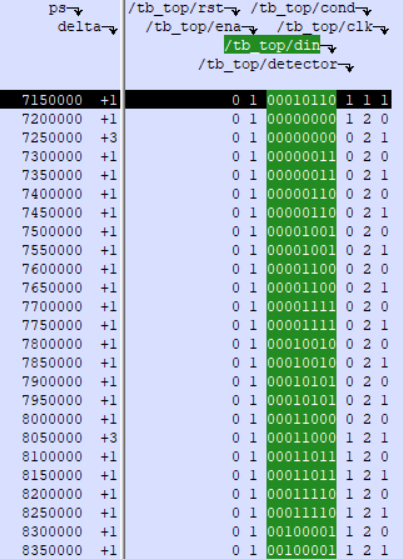 ps /tb_top/rst /tb_top/cond
delta /tb_top/ena /tb_top/clk
/tb_top/din
/tb_top/detector
7150000 +1 0 1 00010110 1 1 1
7200000 +1 0 1 00000000 1 2 0
7250000 +3 0 1 00000000 0 2 1
7300000 +1 0 1 00000011 0 2 0
7350000 +1 0 1 00000011 0 2 1
7400000 +1 0 1 00000110 0 2 0
7450000 +1 0 1 00000110 0 2 1
7500000 +1 0 1 00001001 0 2 0
7550000 +1 0 1 00001001 0 2 1
7600000 +1 0 1 00001100 0 2 0
7650000 +1 0 1 00001100 0 2 1
7700000 +1 0 1 00001111 0 2 0
7750000 +1 0 1 00001111 0 2 1
7800000 +1 0 1 00010010 0 2 0
7850000 +1 0 1 00010010 0 2 1
7900000 +1 0 1 00010101 0 2 0
7950000 +1 0 1 00010101 0 2 1
8000000 +1 0 1 00011000 0 2 0
8050000 +3 0 1 00011000 1 2 1
8100000 +1 0 1 00011011 1 2 0
8150000 +1 0 1 00011011 1 2 1
8200000 +1 0 1 00011110 1 2 0
8250000 +1 0 1 00011110 1 2 1
8300000 +1 0 1 00100001 1 2 0
8350000 +1 0 1 00100001 1 2 1